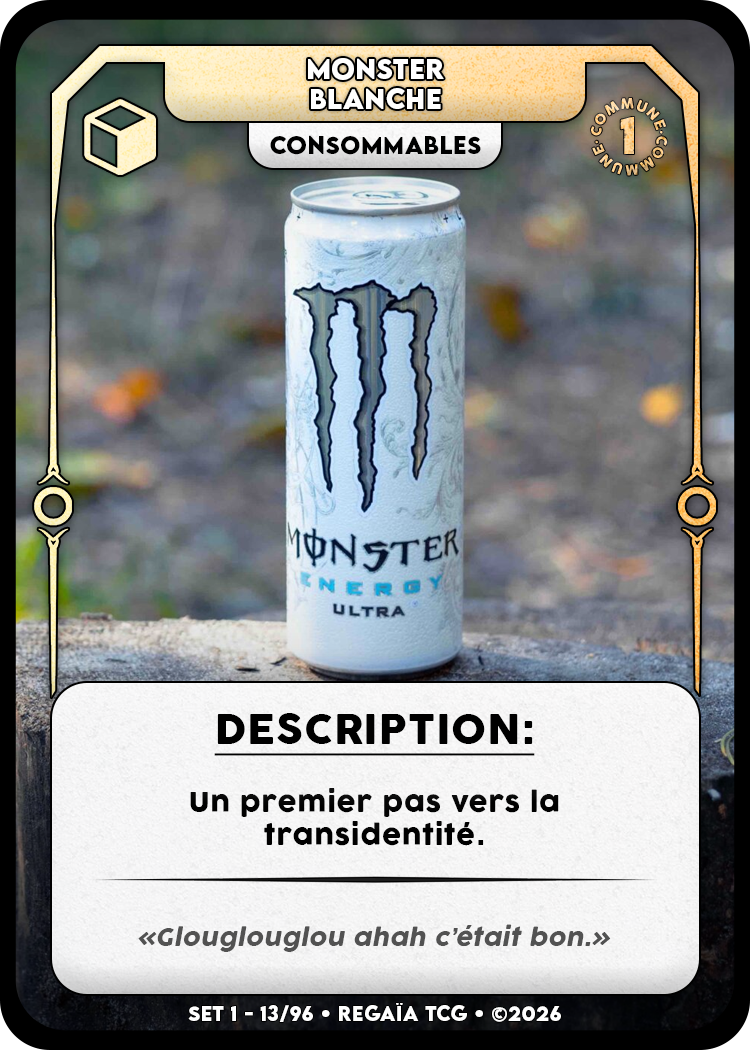 MONSTER
BLANCHE
CONSOMMABLES
COMMUNE · COMMUNE ·
1
MONSTER
ENERGY
ULTRA
DESCRIPTION:
Un premier pas vers la
transidentité.
«Glouglouglou ahah c'était bon.»
SET 1 - 13/96 • REGAÏA TCG • ©2026